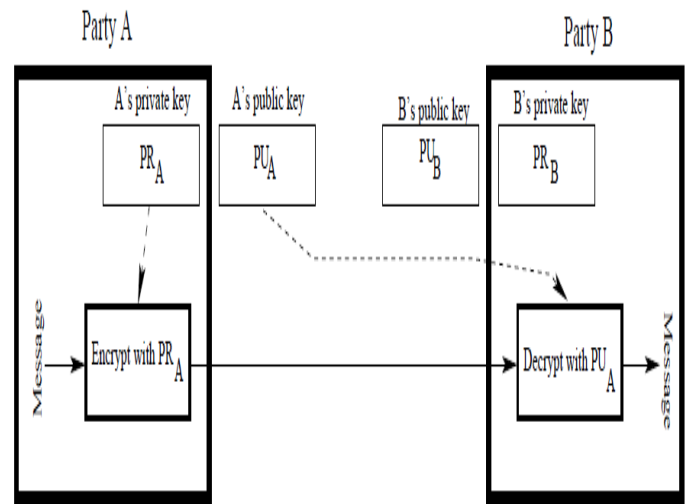 Party A
Party B
A's private key
A's public key
B's public key
B's private key
PR A
PU A
PU B
PR B
Message
Encrypt with PR A
Decrypt with PU A
Message